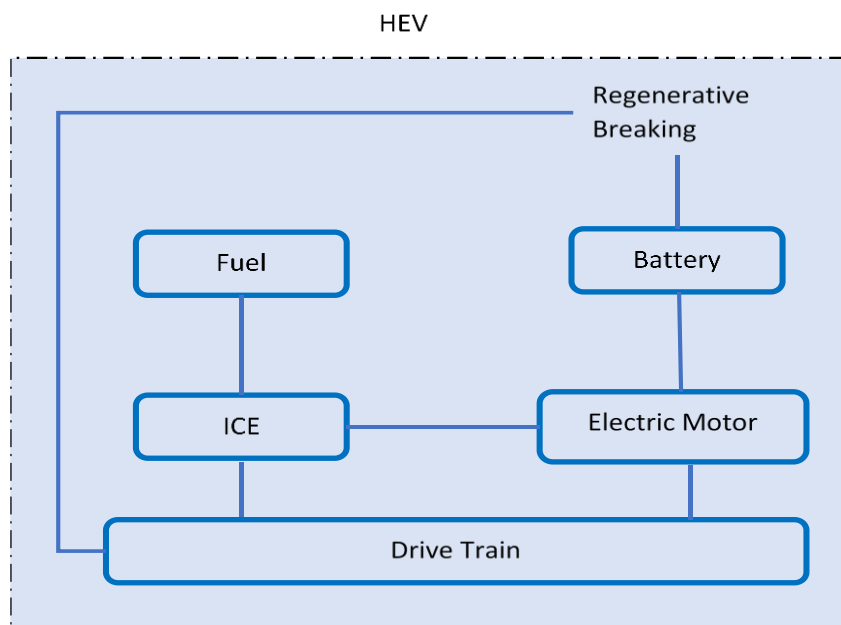 HEV
Regenerative
Breaking
Fuel
Battery
ICE
Electric Motor
Drive Train